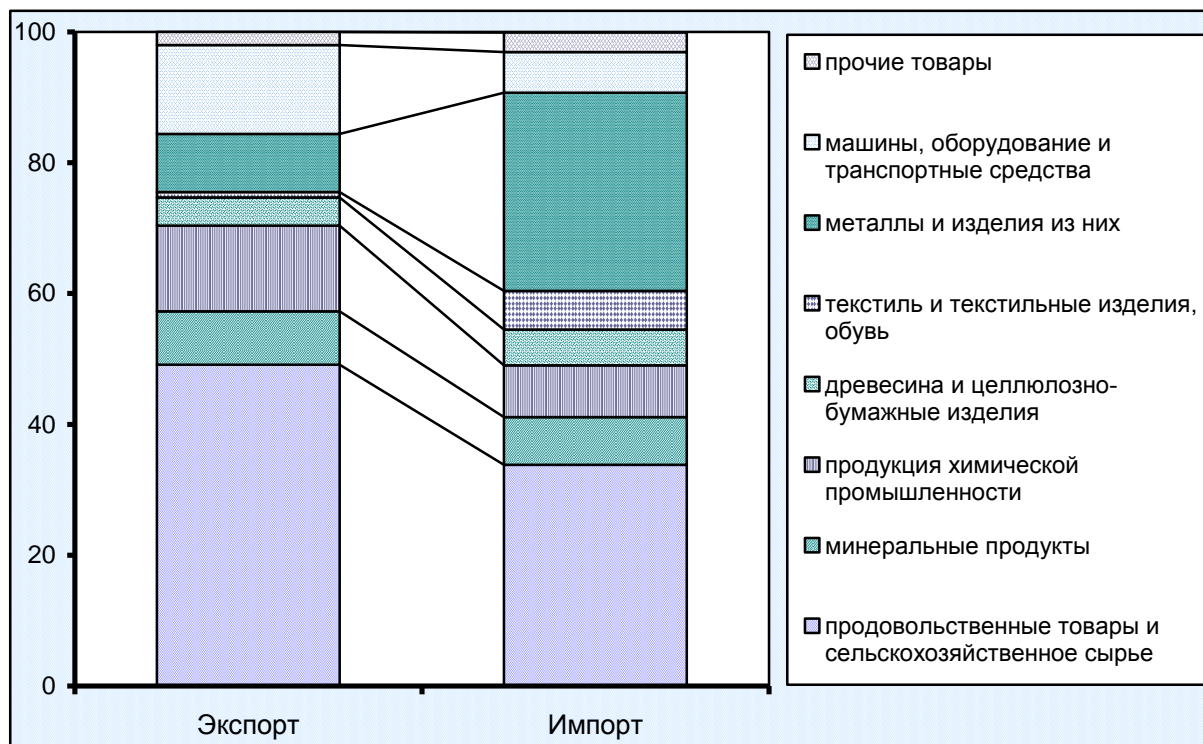 100
80
60
40
20
0
Экспорт
Импорт
прочие товары
машины, оборудование и
транспортные средства
металлы и изделия из них
текстиль и текстильные изделия,
обувь
древесина и целлюлозно-
бумажные изделия
продукция химической
промышленности
минеральные продукты
продовольственные товары и
сельскохозяйственное сырье